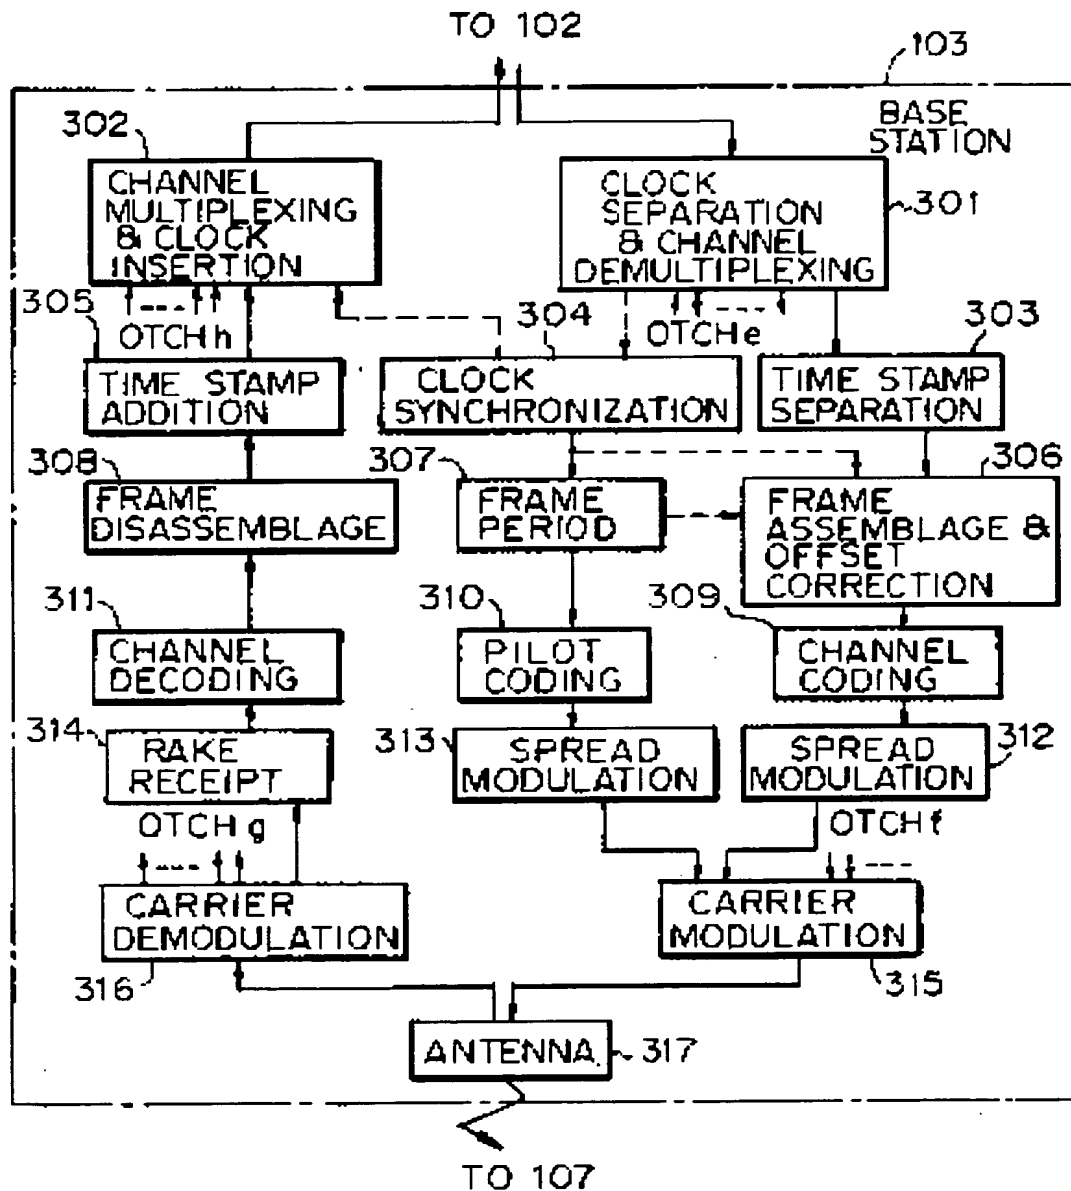 TO 102
103
BASE
STATION
302
CHANNEL
MULTIPLEXING
& CLOCK
INSERTION
CLOCK
SEPARATION
& CHANNEL
DEMULTIPLEXING
301
305
OTCH h
304
OTCH e
303
TIME STAMP
ADDITION
CLOCK
SYNCHRONIZATION
TIME STAMP
SEPARATION
308
307
306
FRAME
DISASSEMBLAGE
FRAME
PERIOD
FRAME
ASSEMBLAGE &
OFFSET
CORRECTION
311
310
309
CHANNEL
DECODING
PILOT
CODING
CHANNEL
CODING
314
RAKE
RECEIPT
313
SPREAD
MODULATION
SPREAD
MODULATION
312
OTCH g
OTCH f
CARRIER
DEMODULATION
CARRIER
MODULATION
316
315
ANTENNA
317
TO 107